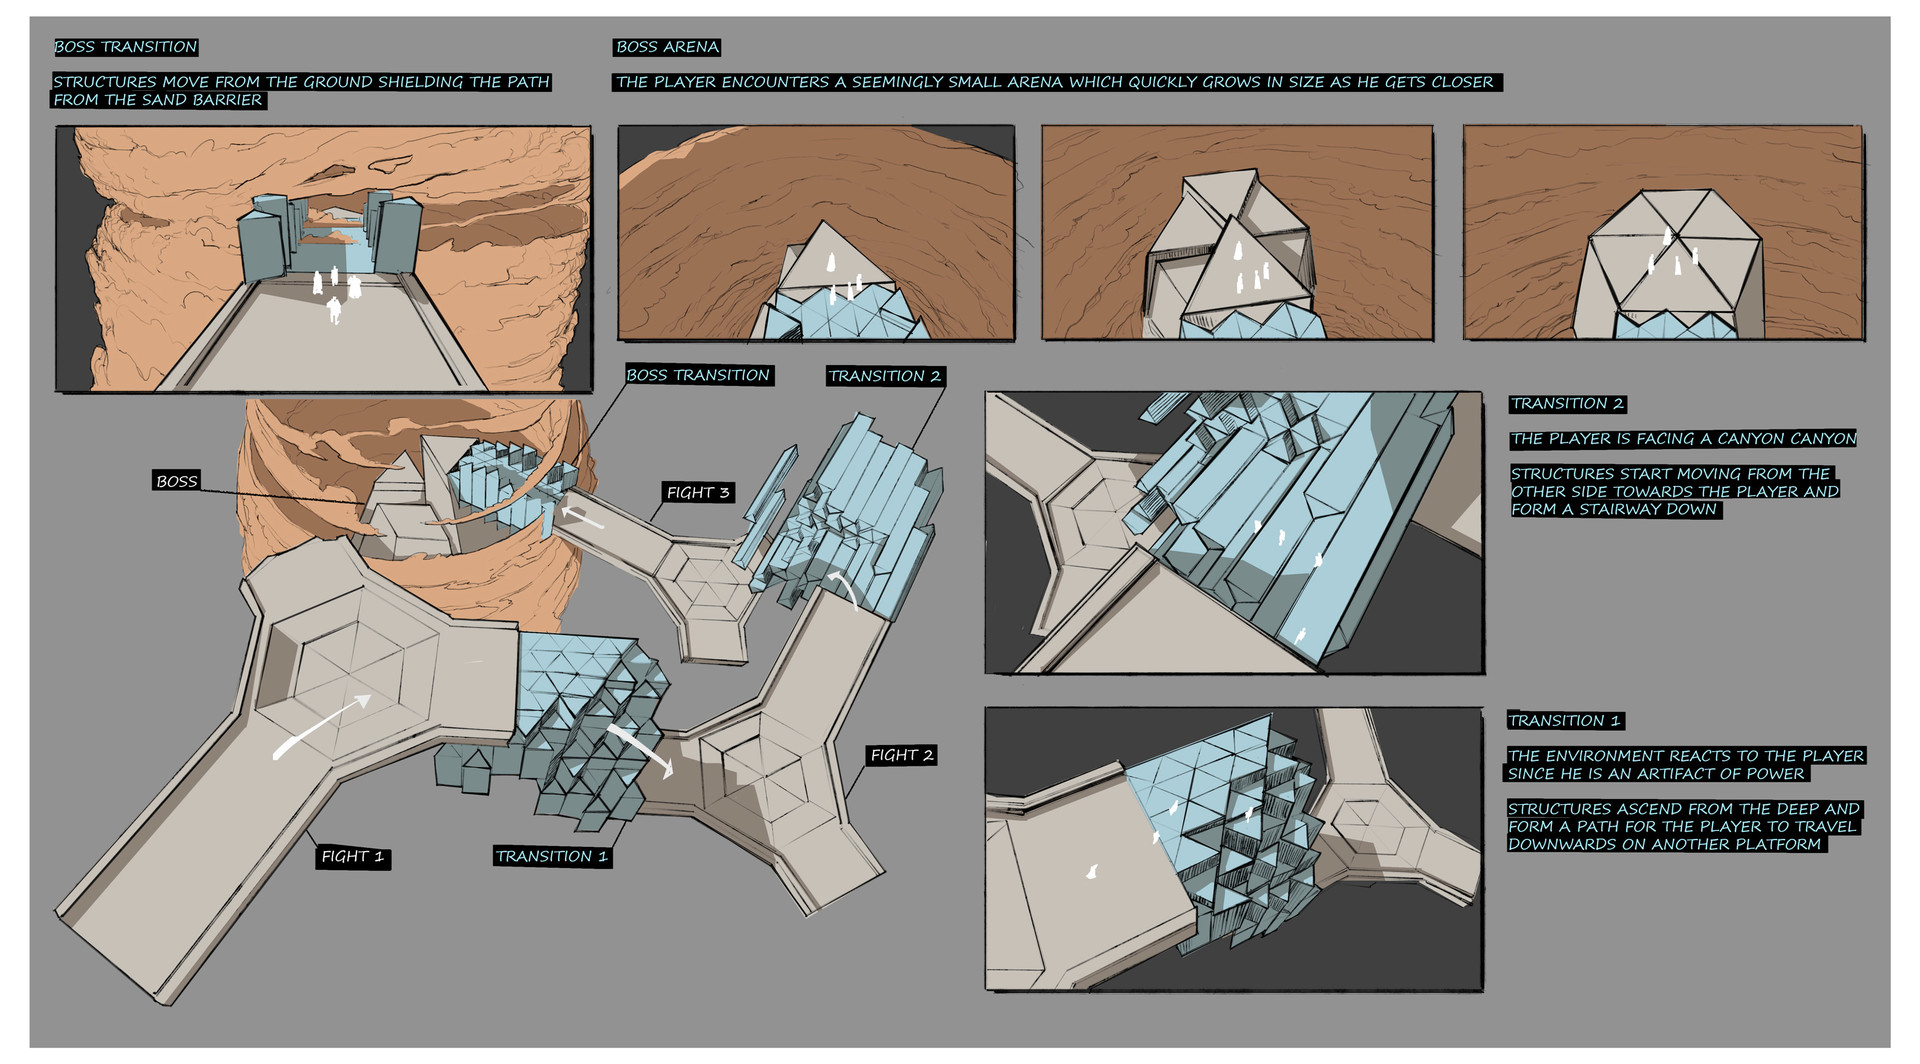 BOSS TRANSITION
STRUCTURES MOVE FROM THE GROUND SHIELDING THE PATH
FROM THE SAND BARRIER
BOSS ARENA
THE PLAYER ENCOUNTERS A SEEMINGLY SMALL ARENA WHICH QUICKLY GROWS IN SIZE AS HE GETS CLOSER
BOSS TRANSITION
TRANSITION 2
BOSS
FIGHT 3
FIGHT 2
FIGHT 1
TRANSITION 1
TRANSITION 2
THE PLAYER IS FACING A CANYON CANYON
STRUCTURES START MOVING FROM THE
OTHER SIDE TOWARDS THE PLAYER AND
FORM A STAIRWAY DOWN
TRANSITION 1
THE ENVIRONMENT REACTS TO THE PLAYER
SINCE HE IS AN ARTIFACT OF POWER
STRUCTURES ASCEND FROM THE DEEP AND
FORM A PATH FOR THE PLAYER TO TRAVEL
DOWNWARDS ON ANOTHER PLATFORM